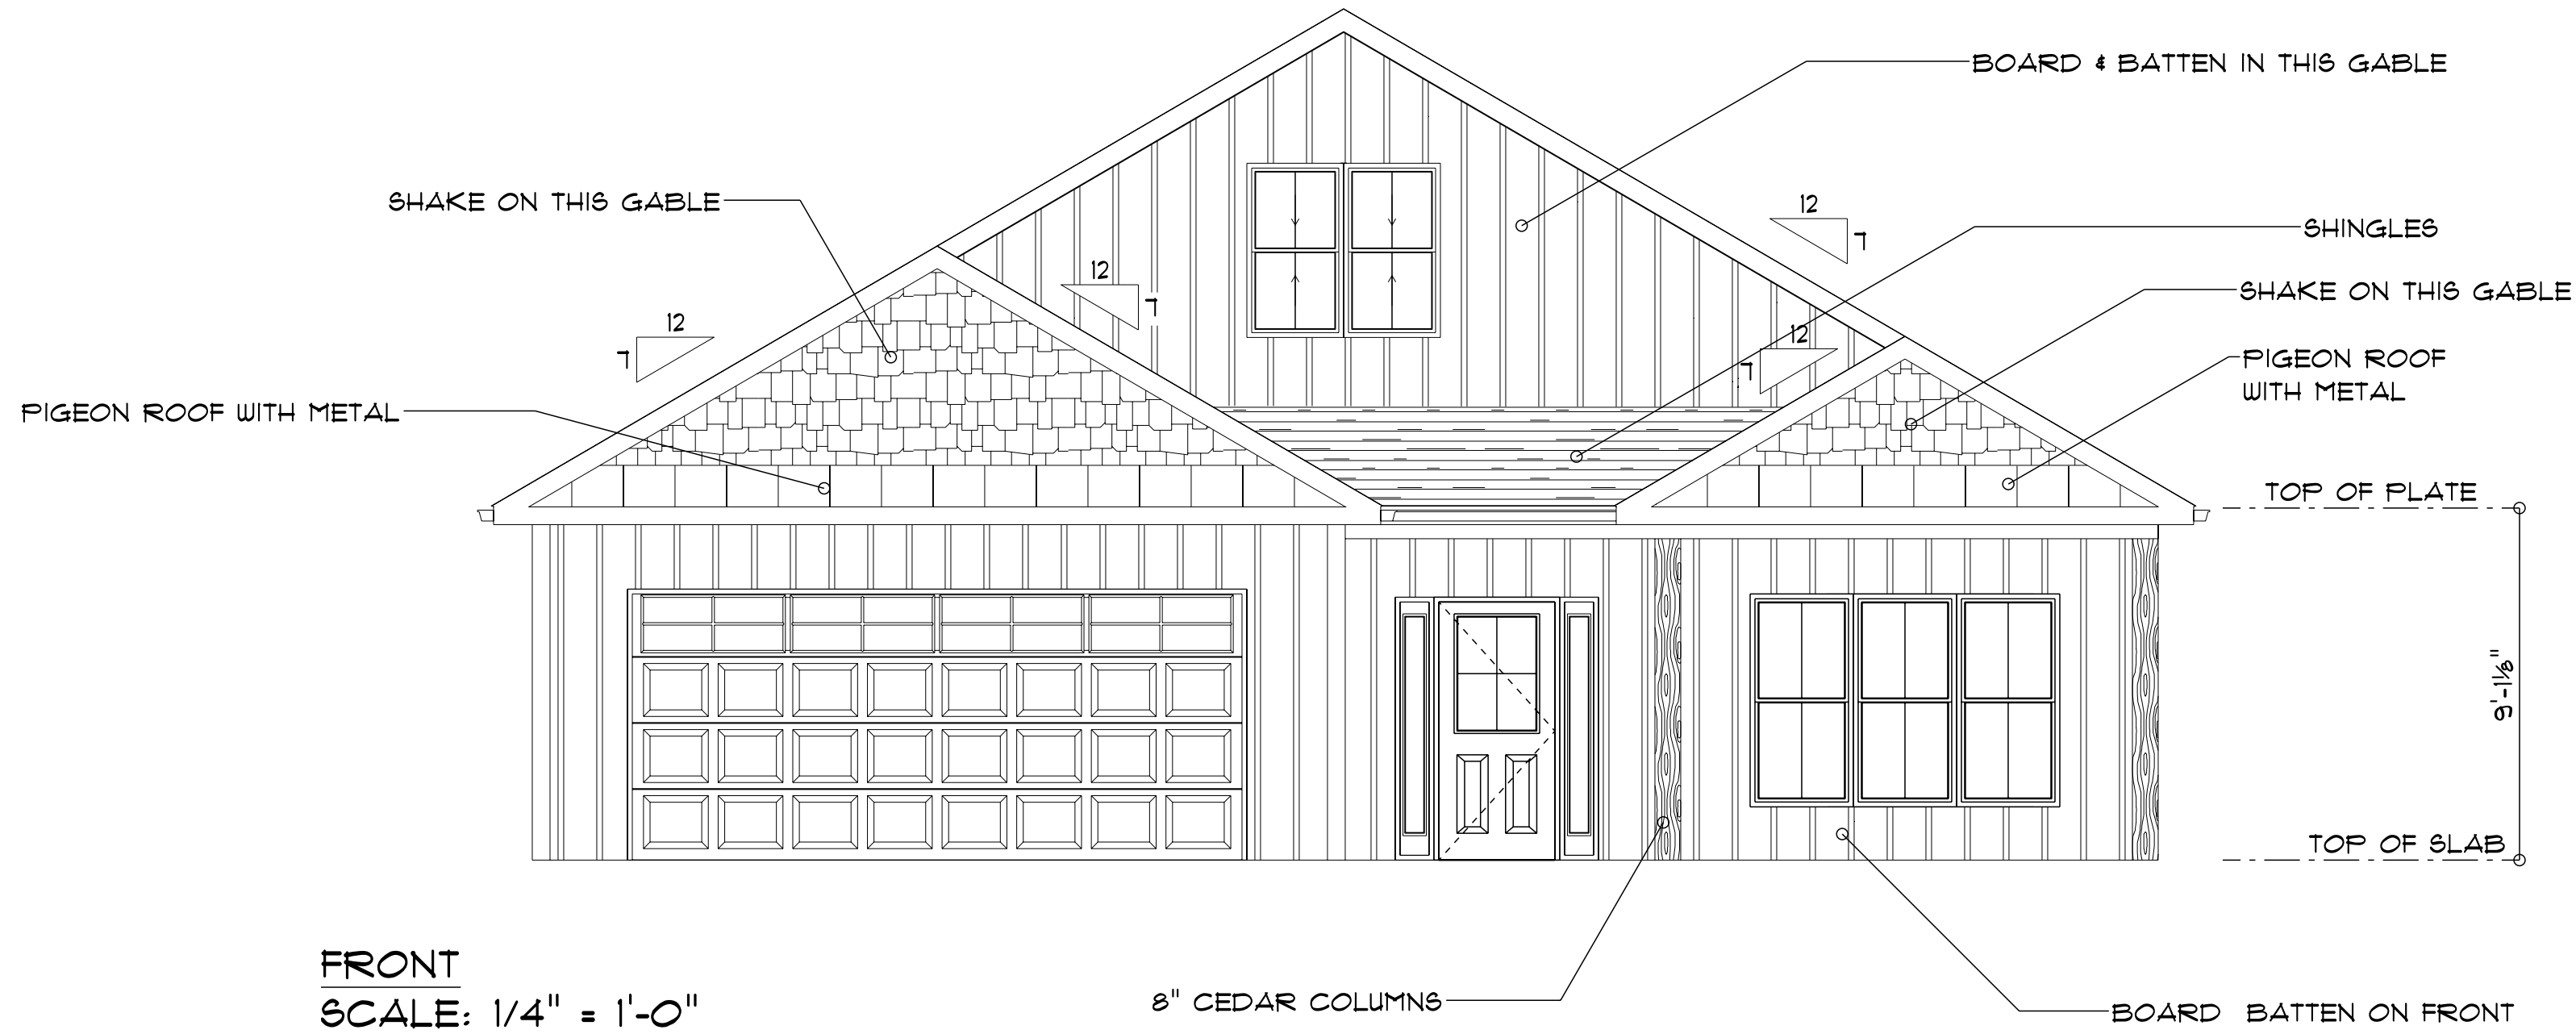 BOARD & BATTEN IN THIS GABLE
SHAKE ON THIS GABLE
12
7
SHINGLES
12
7
SHAKE ON THIS GABLE
12
7
12
7
PIGEON ROOF
WITH METAL
PIGEON ROOF WITH METAL
TOP OF PLATE
9'-1⅛"
TOP OF SLAB
FRONT
SCALE: 1/4" = 1'-0"
8" CEDAR COLUMNS
BOARD BATTEN ON FRONT